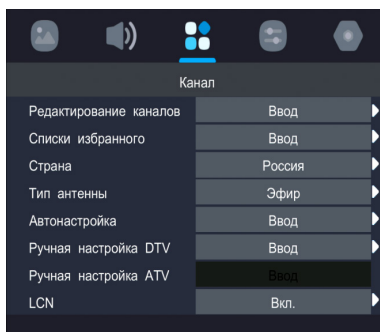 Канал
Редактирование каналов Ввод
Списки избранного Ввод
Страна Россия
Тип антенны Эфир
Автонастройка Ввод
Ручная настройка DTV Ввод
Ручная настройка ATV Ввод
LCN Вкл.